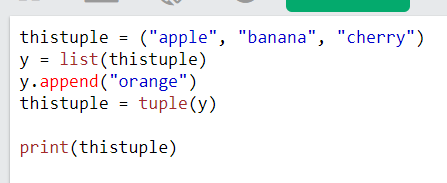 thistuple = ("apple", "banana", "cherry")
y = list(thistuple)
y.append("orange")
thistuple = tuple(y)
print(thistuple)